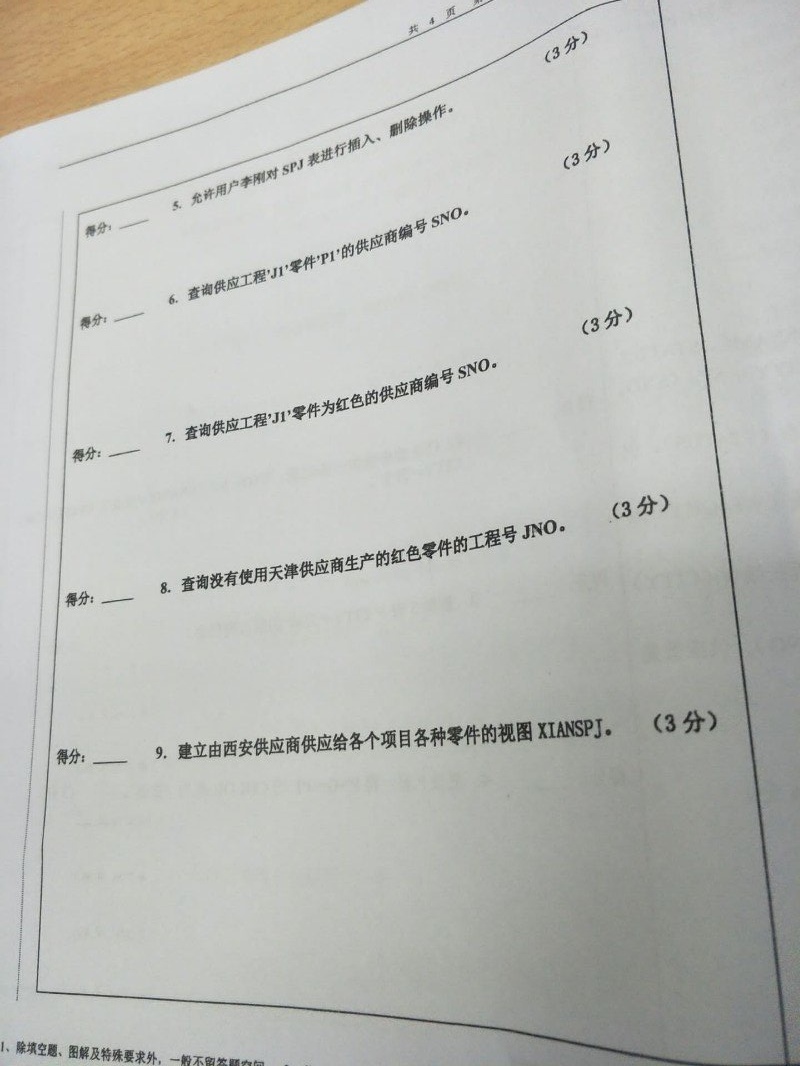 共 4 页
（3 分）
得分：____ 5. 允许用户李刚对 SPJ 表进行插入、删除操作。
（3 分）
得分：____ 6. 查询供应工程'J1'零件'P1'的供应商编号 SNO。
（3 分）
得分：____ 7. 查询供应工程'J1'零件为红色的供应商编号 SNO。
得分：____ 8. 查询没有使用天津供应商生产的红色零件的工程号 JNO。 （3 分）
得分：____ 9. 建立由西安供应商供应给各个项目各种零件的视图 XIANSPJ。 （3 分）
1、除填空题、图解及特殊要求外，一般不留答题空间